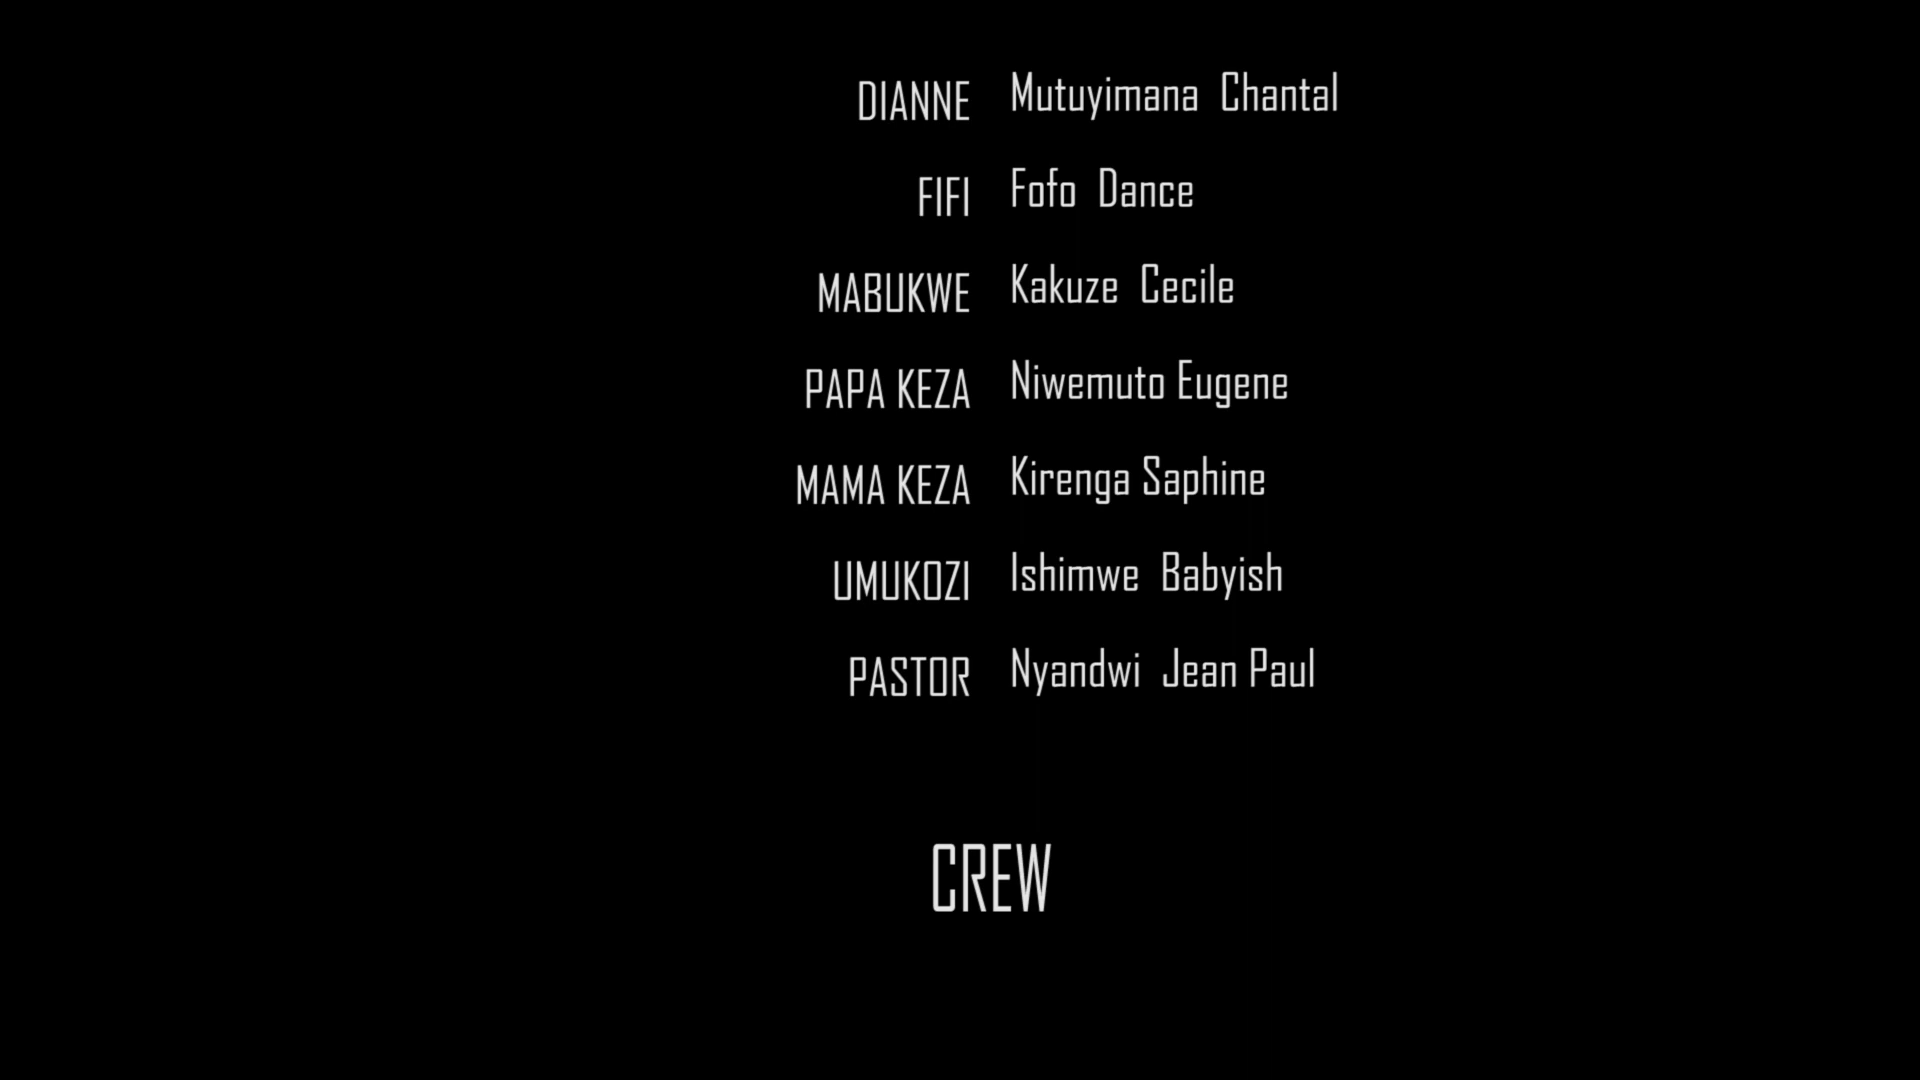 DIANNE Mutuyimana Chantal
FIFI Fofo Dance
MABUKWE Kakuze Cecile
PAPA KEZA Niwemuto Eugene
MAMA KEZA Kirenga Saphine
UMUKOZI Ishimwe Babyish
PASTOR Nyandwi Jean Paul
CREW